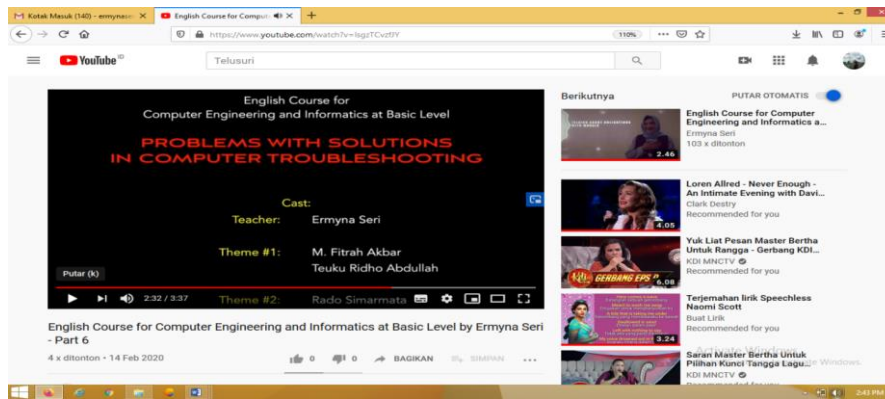 Kotak Masuk (140) - ermynaser
English Course for Compute
110%
YouTube ID
Telusuri
English Course for
Computer Engineering and Informatics at Basic Level
PROBLEMS WITH SOLUTIONS
IN COMPUTER TROUBLESHOOTING
Cast:
Teacher: Ermyna Seri
Theme #1: M. Fitrah Akbar
Teuku Ridho Abdullah
Putar (k)
2:32 / 3:37
Theme #2: Rado Simarmata
English Course for Computer Engineering and Informatics at Basic Level by Ermyna Seri
- Part 6
4 x ditonton • 14 Feb 2020
0 0 BAGIKAN SIMPAN
Berikutnya
PUTAR OTOMATIS
2.46
English Course for Computer
Engineering and Informatics a...
Ermyna Seri
103 x ditonton
4.05
Loren Allred - Never Enough -
An Intimate Evening with Davi...
Clark Destry
Recommended for you
GERBANG EPS
6.08
Yuk Liat Pesan Master Bertha
Untuk Rangga - Gerbang KDI...
KDI MNCTV
Recommended for you
3.24
Terjemahan lirik Speechless
Naomi Scott
Buat Lirik
Recommended for you
Activate Windows
Saran Master Bertha Untuk
Pilihan Kunci Tangga Lagu...
KDI MNCTV
2:43 PM